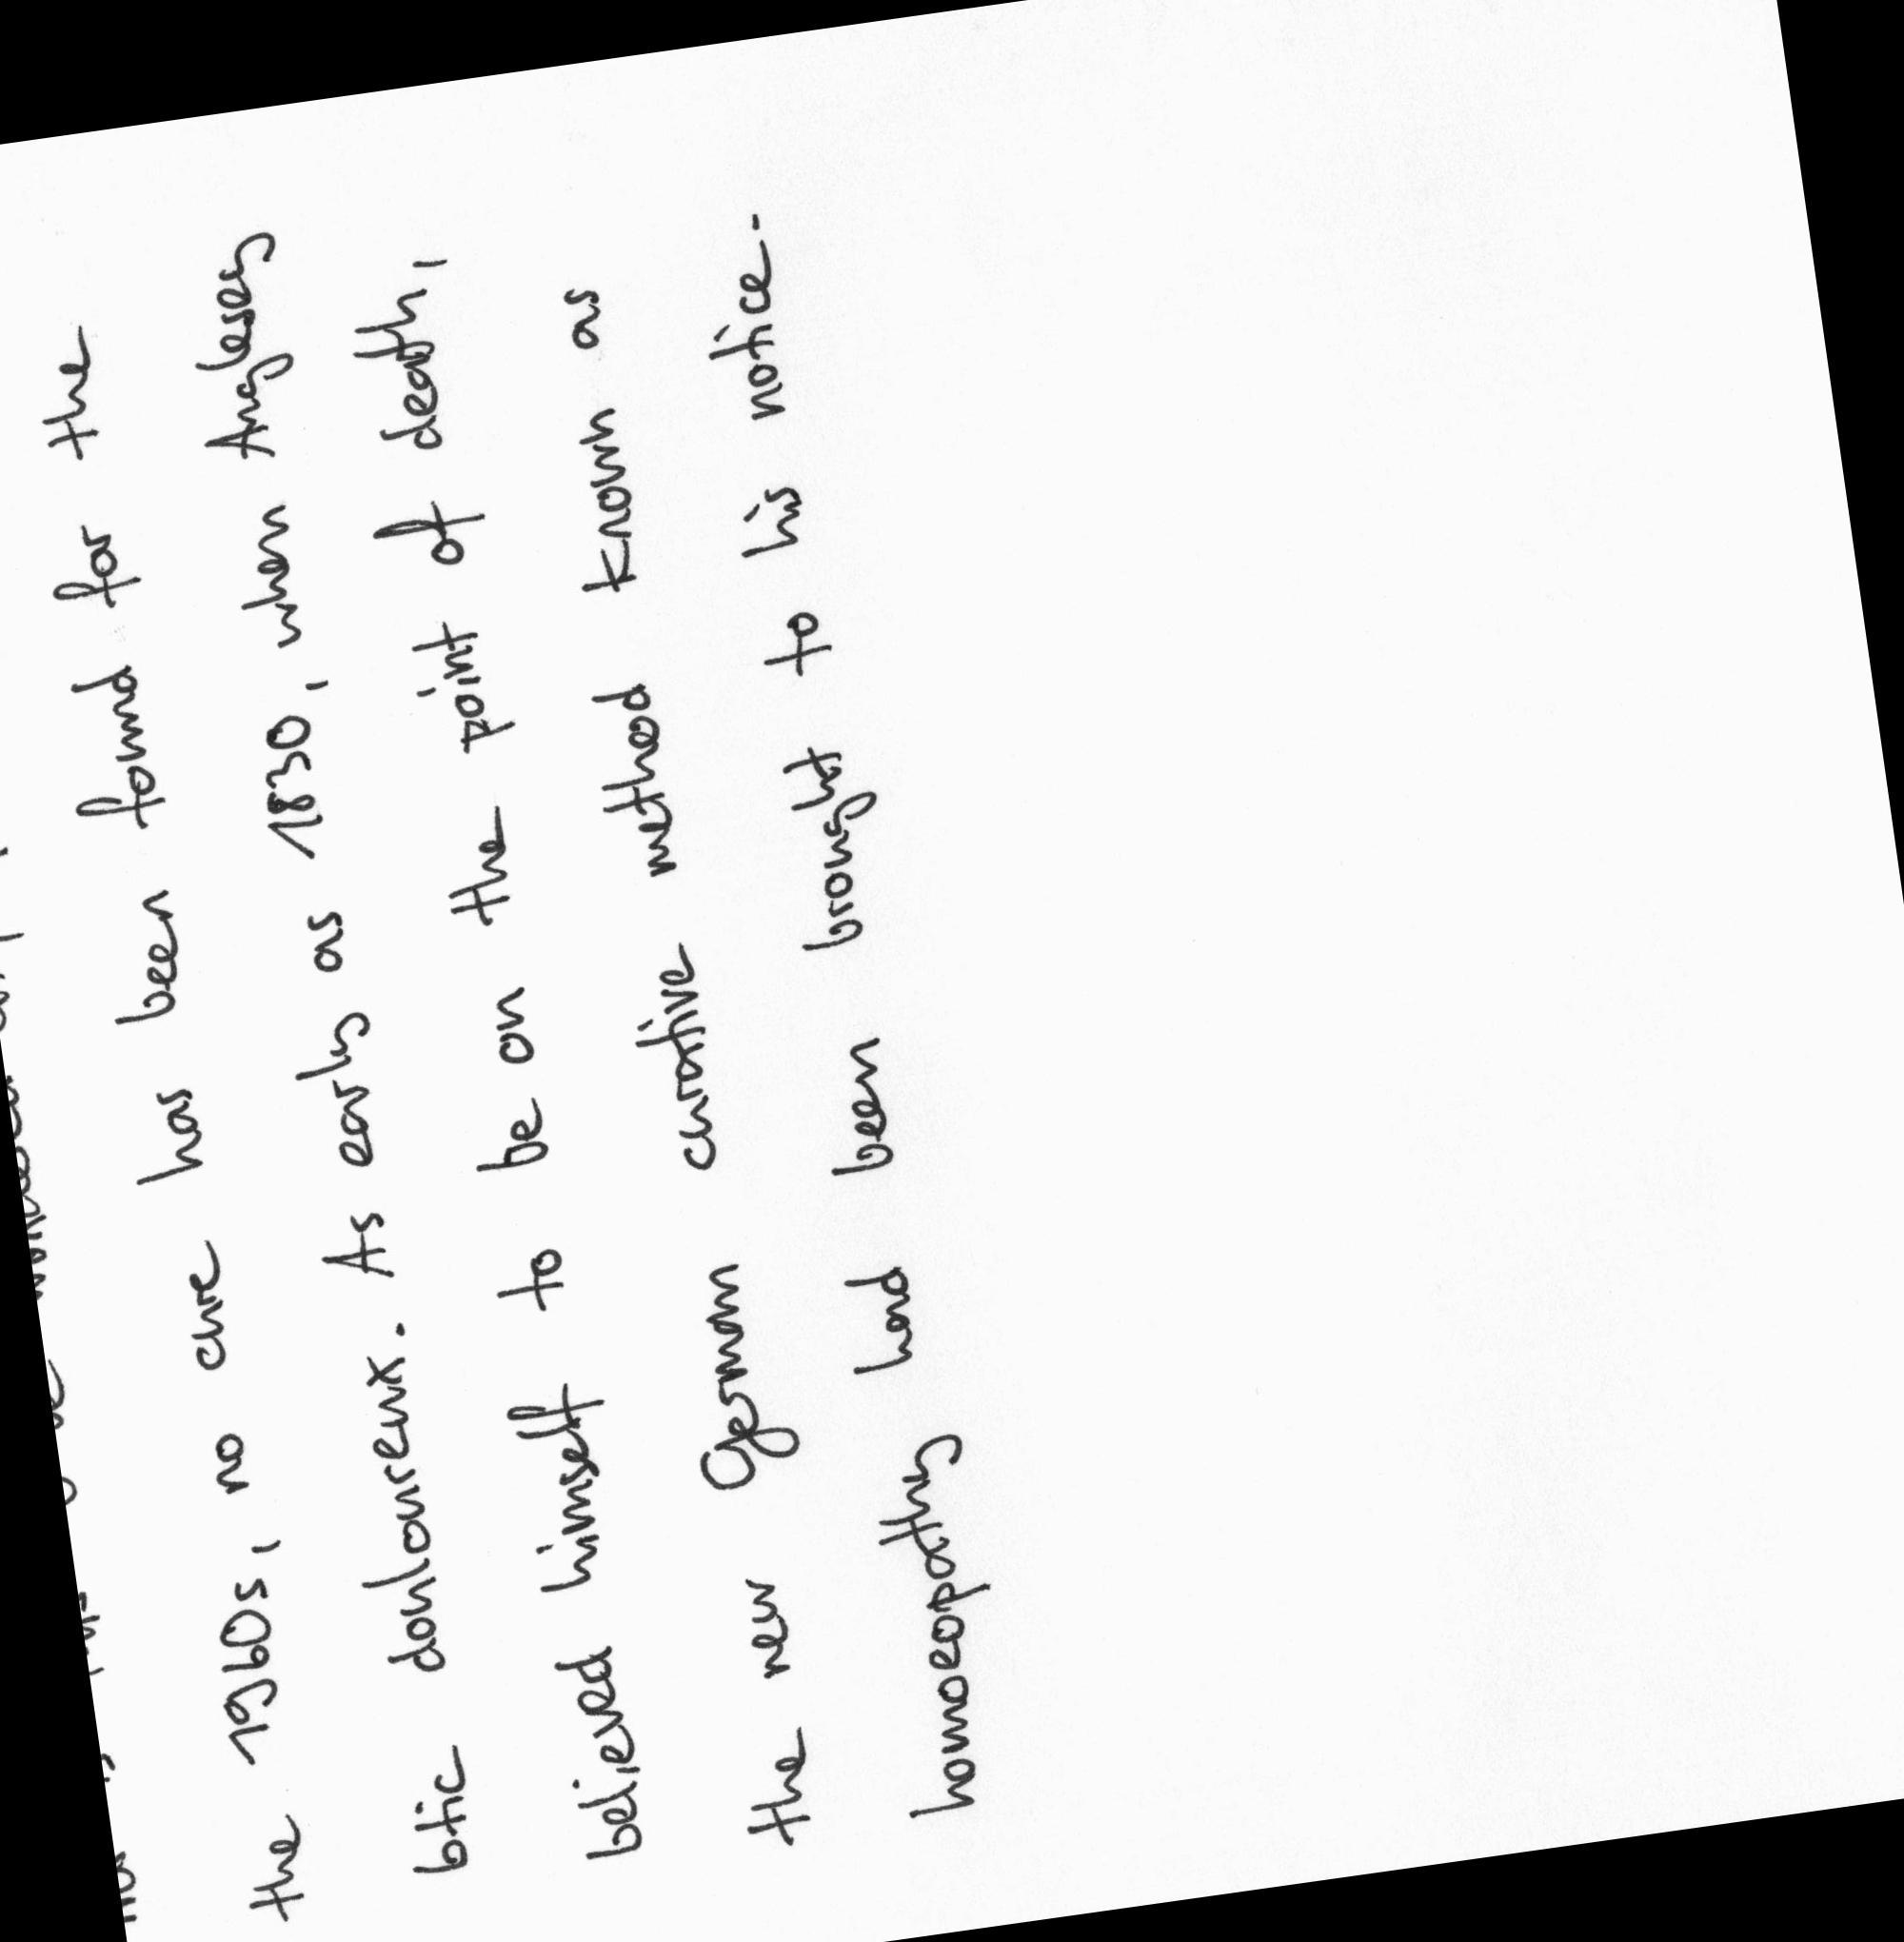 the 1960s, no cure has been found for the
btic douloureux. As early as 1830, when Anglesey
believed himself to be on the point of death,
the new German curative method known as
homoeopathy had been brought to his notice.